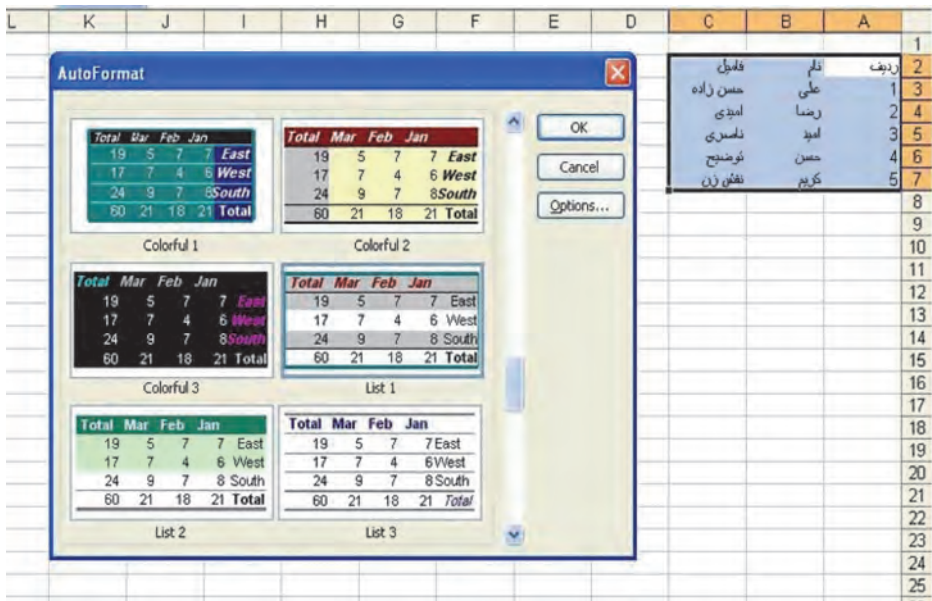 L K J I H G F E D C B A
1
ردیف نام فامیل 2
1 علی حسن زاده 3
2 رضا امیدی 4
3 امید ناصری 5
4 حسن توضیح 6
5 کریم نقش زن 7
8
9
10
11
12
13
14
15
16
17
18
19
20
21
22
23
24
25
AutoFormat
OK
Cancel
Options...
Total Mar Feb Jan
19 5 7 7 East
17 7 4 6 West
24 9 7 8 South
60 21 18 21 Total
Colorful 1
Total Mar Feb Jan
19 5 7 7 East
17 7 4 6 West
24 9 7 8 South
60 21 18 21 Total
Colorful 2
Total Mar Feb Jan
19 5 7 7 East
17 7 4 6 West
24 9 7 8 South
60 21 18 21 Total
Colorful 3
Total Mar Feb Jan
19 5 7 7 East
17 7 4 6 West
24 9 7 8 South
60 21 18 21 Total
List 1
Total Mar Feb Jan
19 5 7 7 East
17 7 4 6 West
24 9 7 8 South
60 21 18 21 Total
List 2
Total Mar Feb Jan
19 5 7 7 East
17 7 4 6 West
24 9 7 8 South
60 21 18 21 Total
List 3